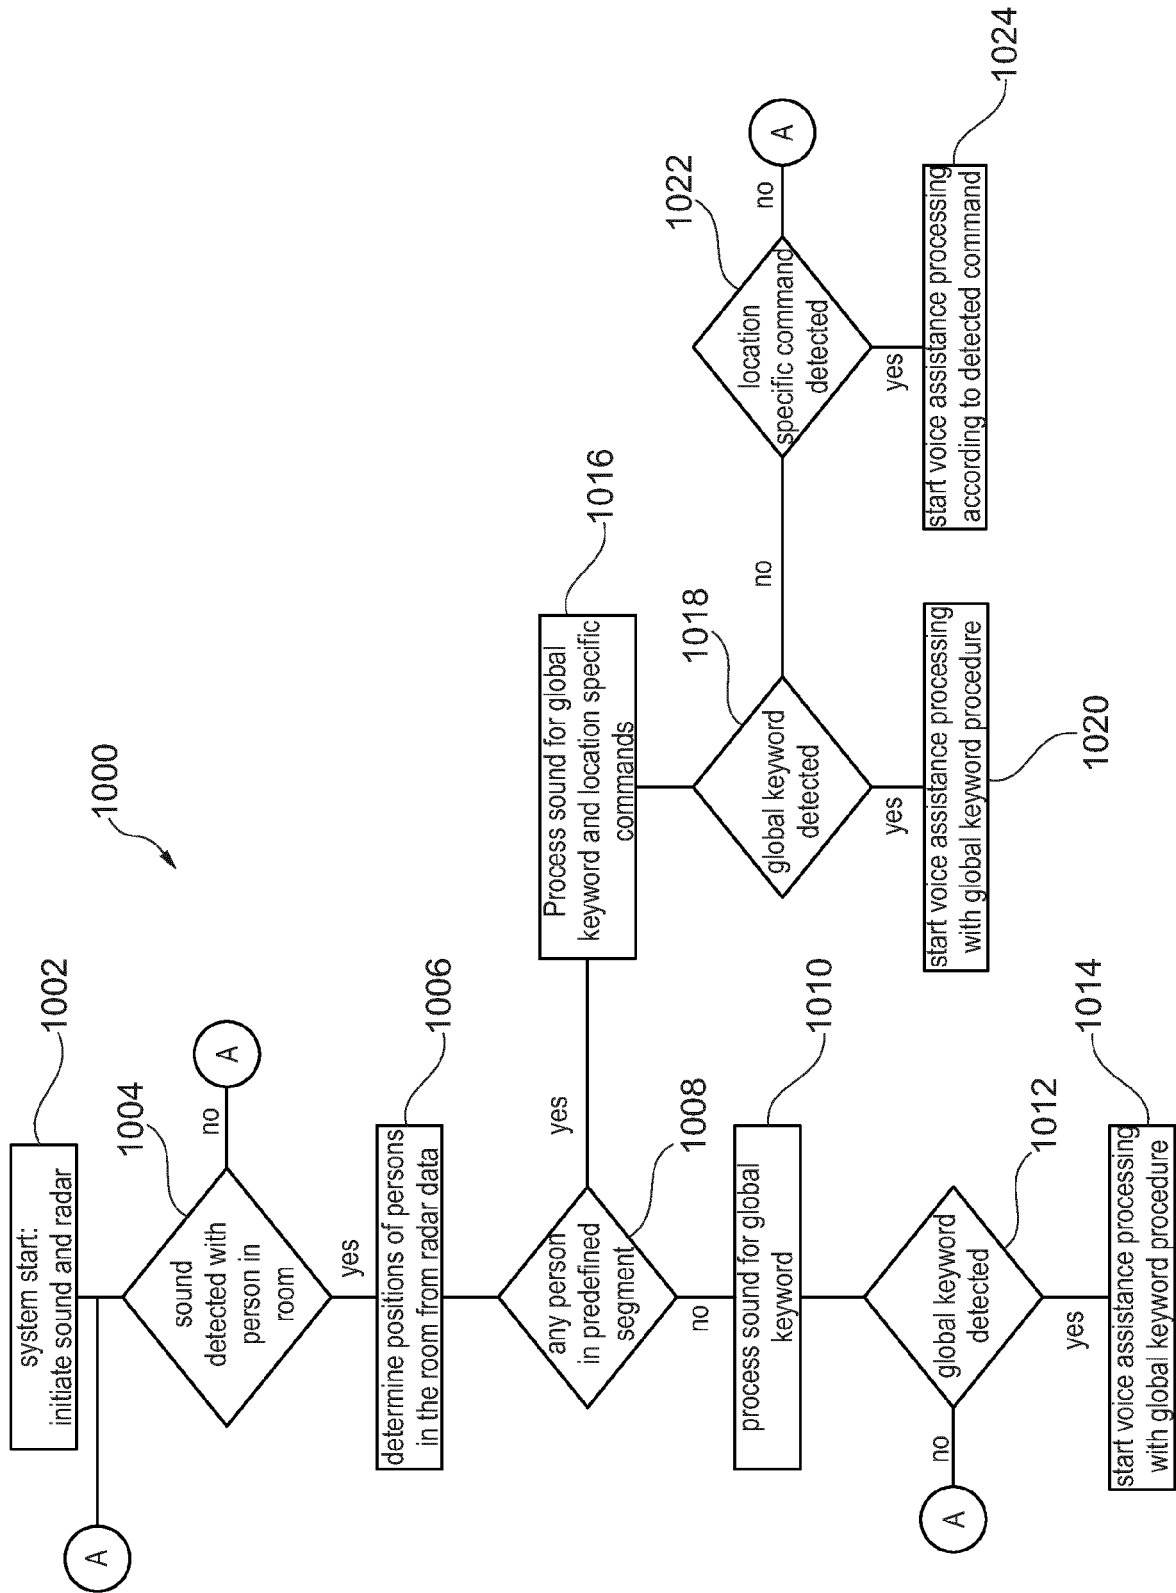 1000
A
system start:
initiate sound and radar
1002
sound
detected with
person in
room
1004
no
A
yes
determine positions of persons
in the room from radar data
1006
any person
in predefined
segment
1008
yes
no
process sound for global
keyword
1010
global keyword
detected
1012
no
A
yes
start voice assistance processing
with global keyword procedure
1014
Process sound for global
keyword and location specific
commands
1016
global keyword
detected
1018
no
yes
start voice assistance processing
with global keyword procedure
1020
location
specific command
detected
1022
no
A
yes
start voice assistance processing
according to detected command
1024